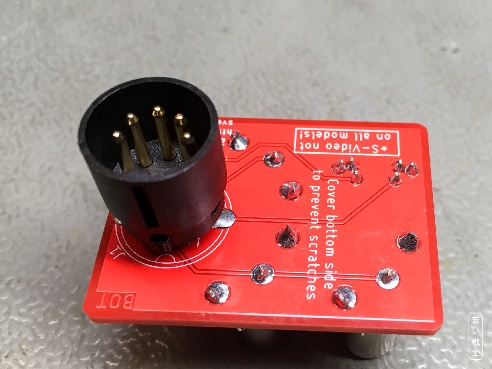 ★S-Video not
on all models!
Cover bottom side
to prevent scratches
BOT